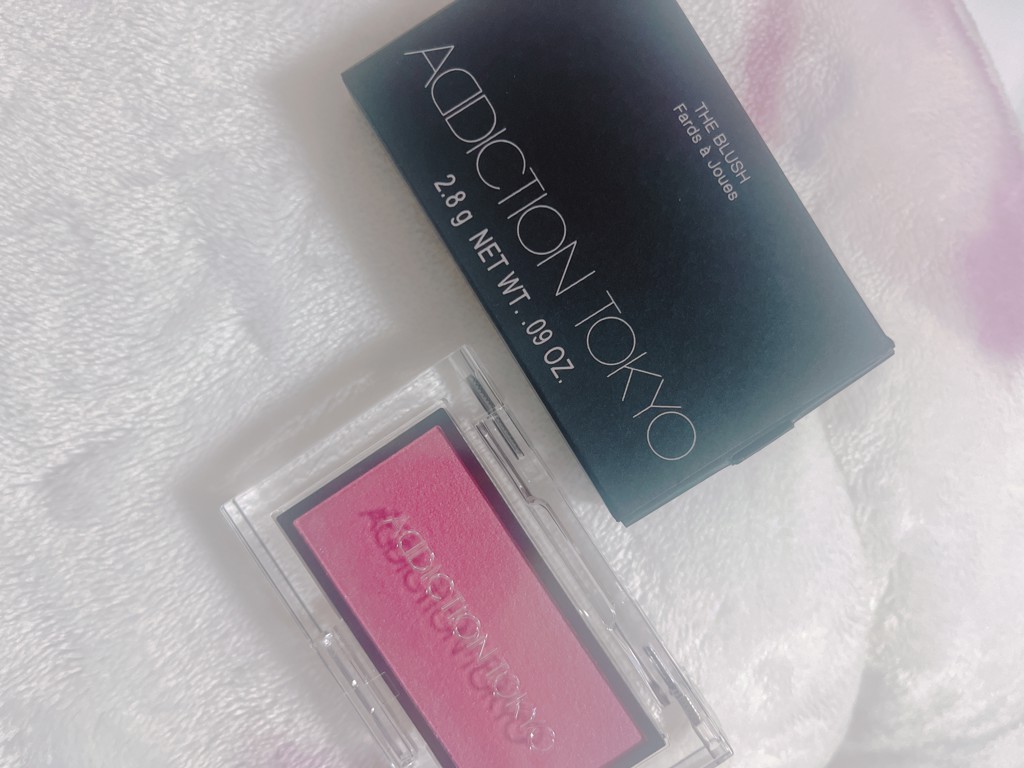 THE BLUSH
Fards à Joues
ADDICTION TOKYO
2.8 g NET WT. .09 OZ.
ADDICTION TOKYO